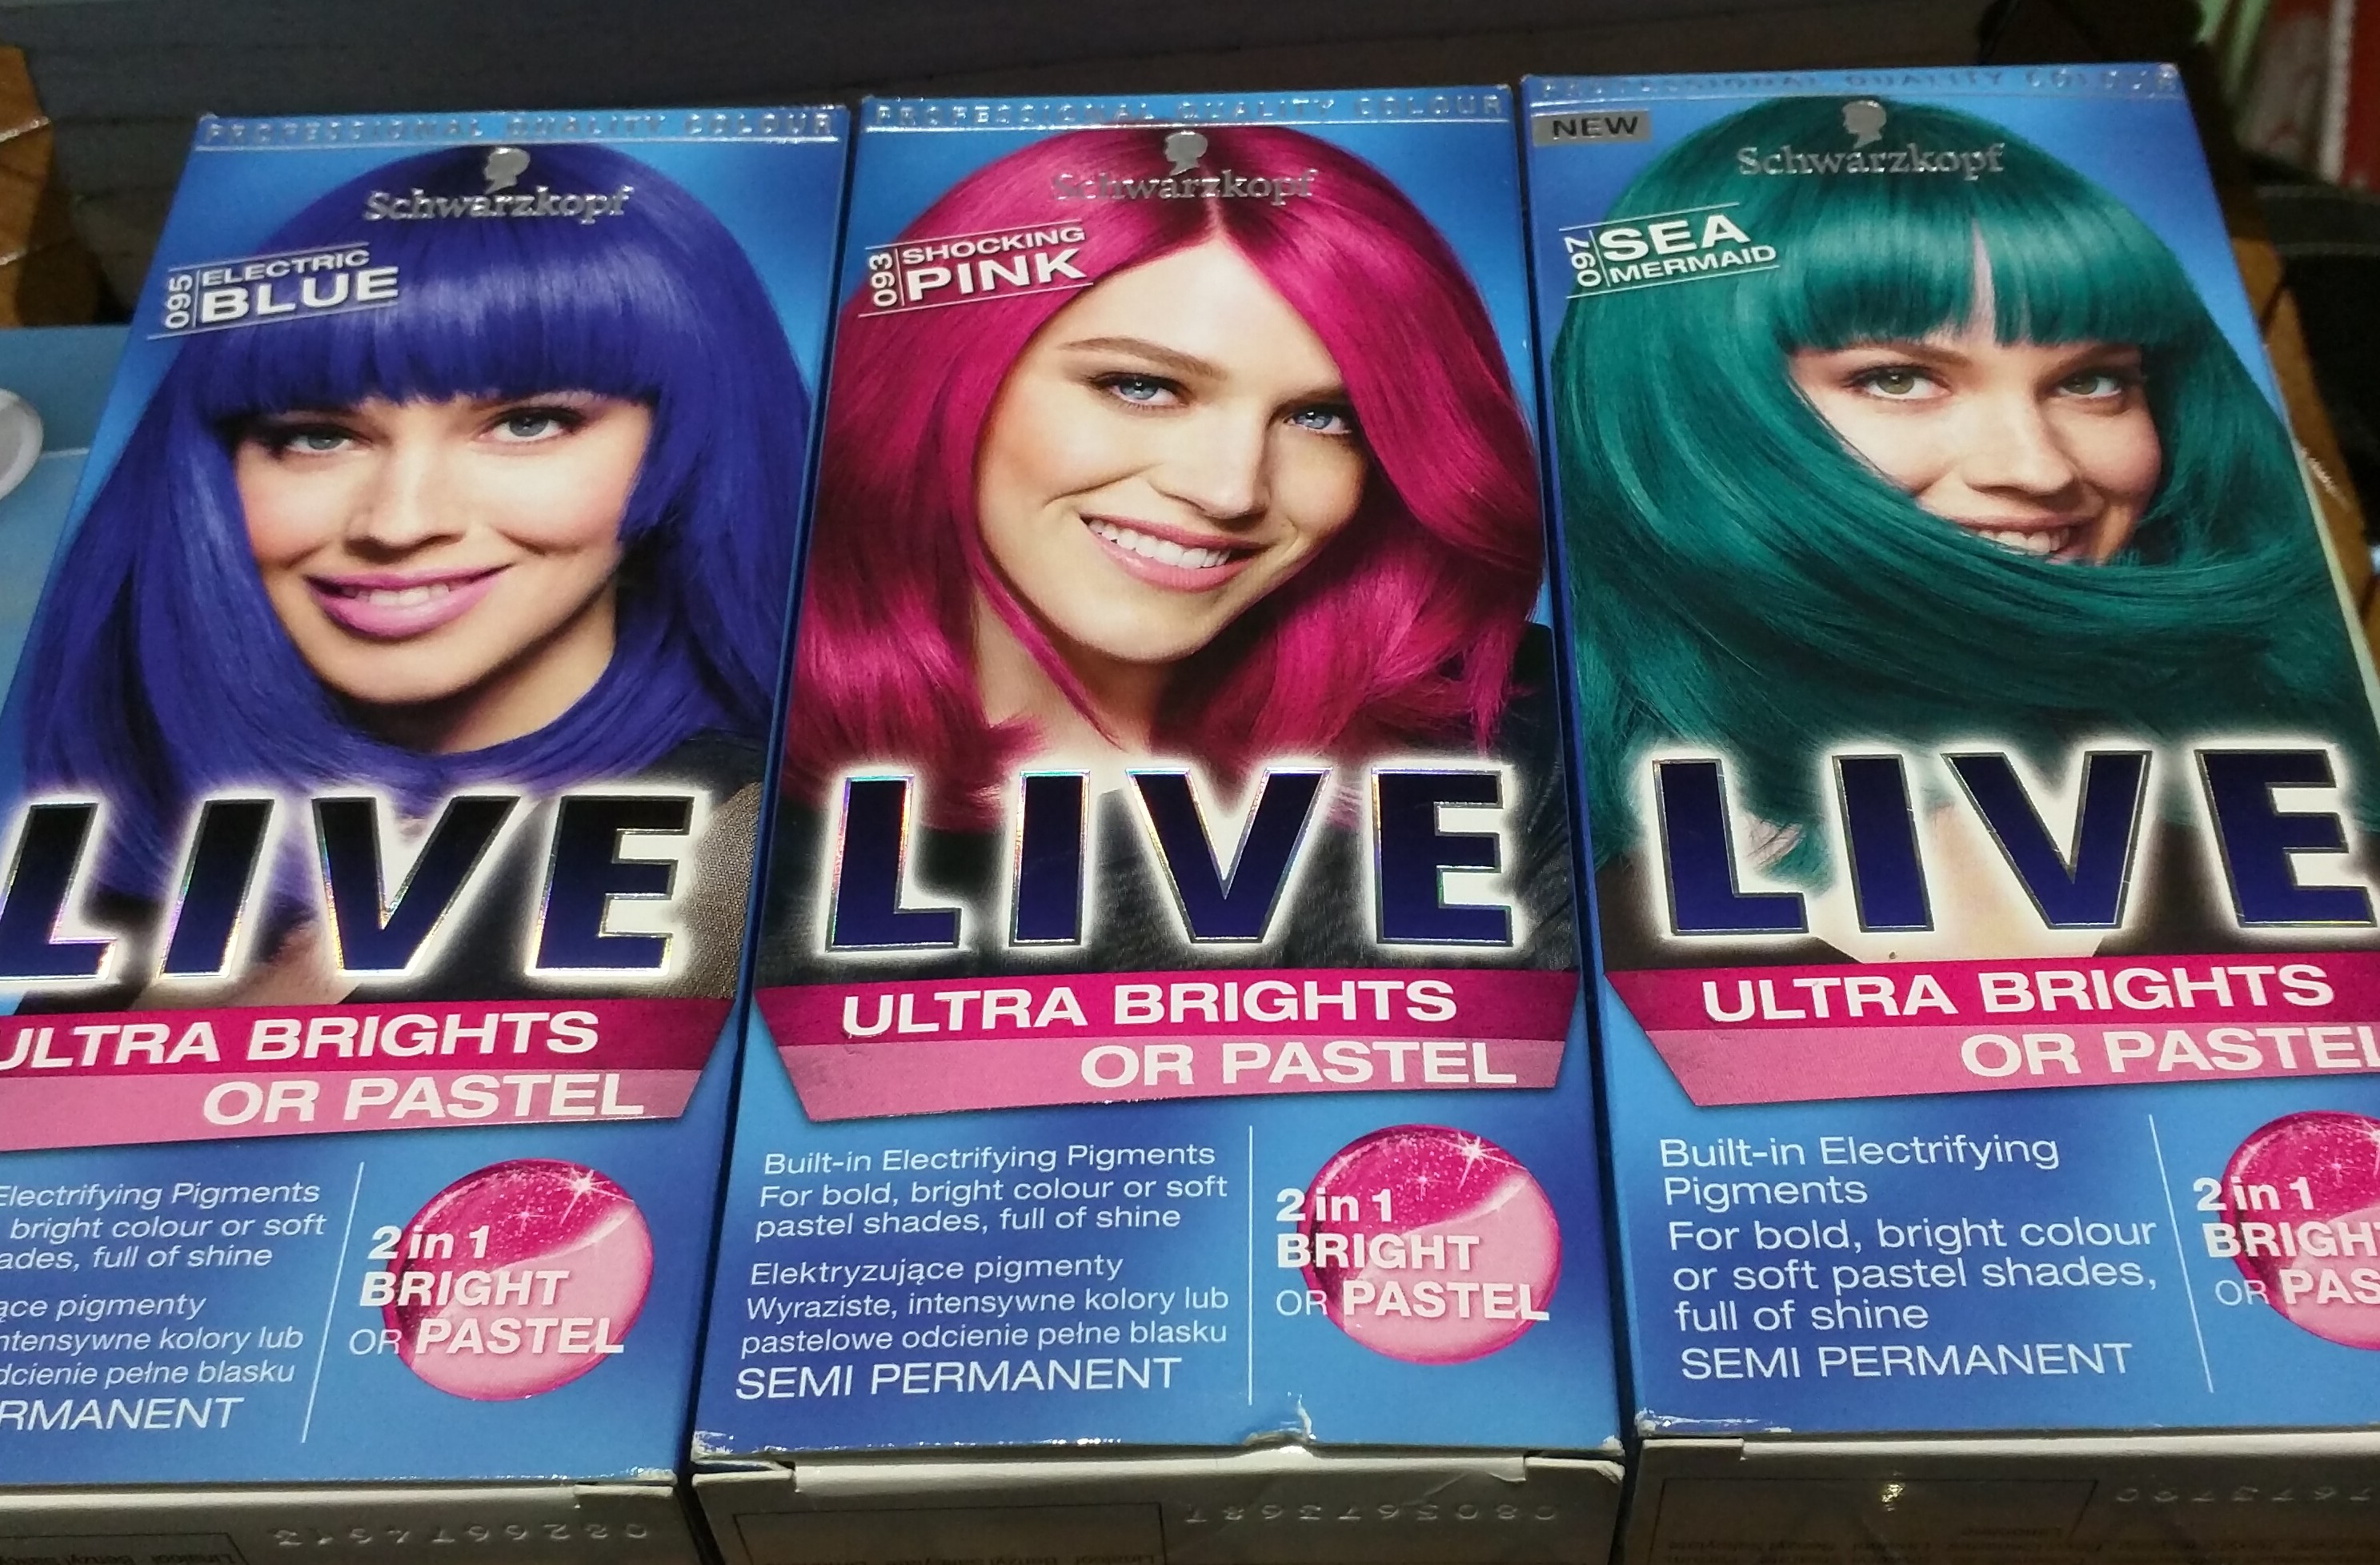 PROFESSIONAL QUALITY COLOUR
Schwarzkopf
095
ELECTRIC
BLUE
LIVE
ULTRA BRIGHTS
OR PASTEL
Electrifying Pigments
bright colour or soft
full of shine
pigmenty
intensywne kolory lub
odcienie pełne blasku
2 in 1
BRIGHT
OR PASTEL
PROFESSIONAL QUALITY COLOUR
Schwarzkopf
093
SHOCKING
PINK
LIVE
ULTRA BRIGHTS
OR PASTEL
Built-in Electrifying Pigments
For bold, bright colour or soft
pastel shades, full of shine
Elektryzujące pigmenty
Wyraziste, intensywne kolory lub
pastelowe odcienie pełne blasku
SEMI PERMANENT
2 in 1
BRIGHT
OR PASTEL
PROFESSIONAL QUALITY COLOUR
NEW
Schwarzkopf
097
SEA
MERMAID
LIVE
ULTRA BRIGHTS
OR PASTEL
Built-in Electrifying
Pigments
For bold, bright colour
or soft pastel shades,
full of shine
SEMI PERMANENT
2 in 1
BRIGH
OR PAS